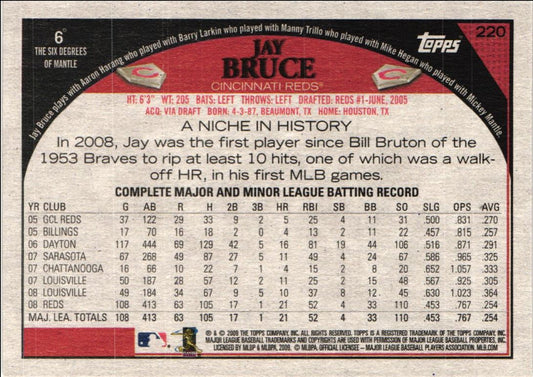 6°
THE SIX DEGREES
OF MANTLE
Jay Bruce plays with Aaron Harang who played with Barry Larkin who played with Manny Trillo who played with Mike Hegan who played with Mickey Mantle.
Topps
220
C
C
JAY
BRUCE
CINCINNATI REDS®
HT: 6'3" WT: 205 BATS: LEFT THROWS: LEFT DRAFTED: REDS #1-JUNE, 2005
ACQ: VIA DRAFT BORN: 4-3-87, BEAUMONT, TX HOME: HOUSTON, TX
A NICHE IN HISTORY
In 2008, Jay was the first player since Bill Bruton of the
1953 Braves to rip at least 10 hits, one of which was a walk-
off HR, in his first MLB games.
COMPLETE MAJOR AND MINOR LEAGUE BATTING RECORD
YR CLUB G AB R H 2B 3B HR RBI SB BB SO SLG OPS AVG
05 GCL REDS 37 122 29 33 9 2 5 25 4 11 31 .500 .831 .270
05 BILLINGS 17 70 16 18 2 0 4 13 2 11 22 .457 .815 .257
06 DAYTON 117 444 69 129 42 5 16 81 19 44 106 .516 .871 .291
07 SARASOTA 67 268 49 87 27 5 11 49 4 24 67 .586 .965 .325
07 CHATTANOOGA 16 66 10 22 7 1 4 15 2 8 20 .652 1.057 .333
07 LOUISVILLE 50 187 28 57 12 2 11 25 2 15 48 .567 .925 .305
08 LOUISVILLE 49 184 34 67 9 5 10 37 8 12 45 .630 1.023 .364
08 REDS 108 413 63 105 17 1 21 52 4 33 110 .453 .767 .254
MAJ. LEA. TOTALS 108 413 63 105 17 1 21 52 4 33 110 .453 .767 .254
® & © 2009 THE TOPPS COMPANY, INC. ALL RIGHTS RESERVED. TOPPS IS A REGISTERED TRADEMARK OF THE TOPPS COMPANY, INC.
MAJOR LEAGUE BASEBALL TRADEMARKS AND COPYRIGHTS ARE USED WITH PERMISSION OF MAJOR LEAGUE BASEBALL PROPERTIES, INC.
LICENSED BY MLBP & MLBPA, 2009. © MLBPA. OFFICIAL LICENSEE – MAJOR LEAGUE BASEBALL PLAYERS ASSOCIATION. MLB.COM